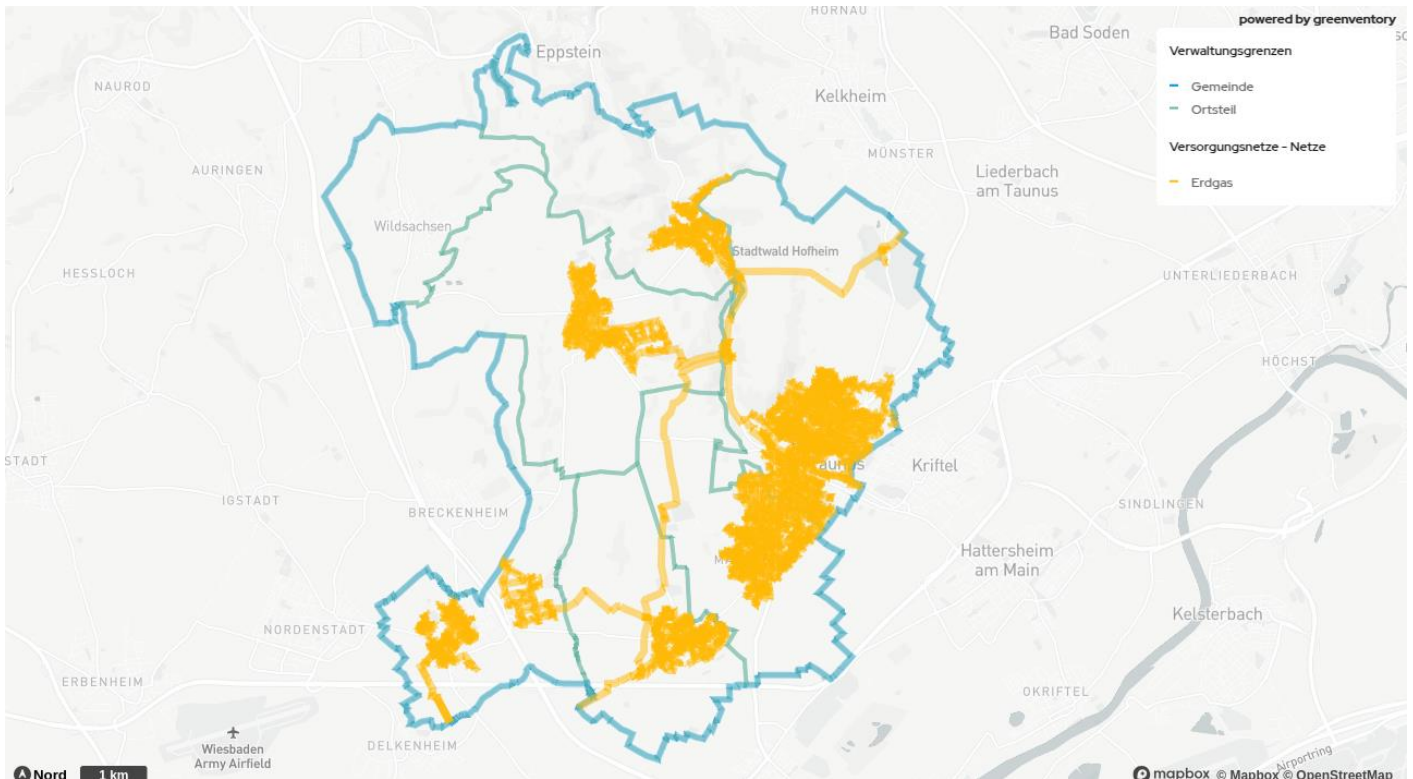 HORNAU
powered by greenventory
Bad Soden
Eppstein
Verwaltungsgrenzen
NAUROD
Gemeinde
Kelkheim
Ortsteil
Versorgungsnetze - Netze
MÜNSTER
AURINGEN
Liederbach
am Taunus
Erdgas
Wildsachsen
Stadtwald Hofheim
HESSLOCH
UNTERLIEDERBACH
HÖCHST
STADT
aunus
Kriftel
IGSTADT
SINDLINGEN
BRECKENHEIM
Hattersheim
am Main
Kelsterbach
NORDENSTADT
ERBENHEIM
OKRIFTEL
Wiesbaden
Army Airfield
DELKENHEIM
Airportring
Nord 1 km
mapbox © Mapbox © OpenStreetMap